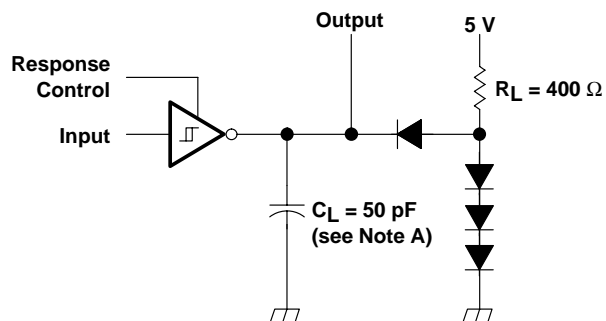 Output
5 V
Response
Control
R_L = 400 Ω
Input
C_L = 50 pF
(see Note A)